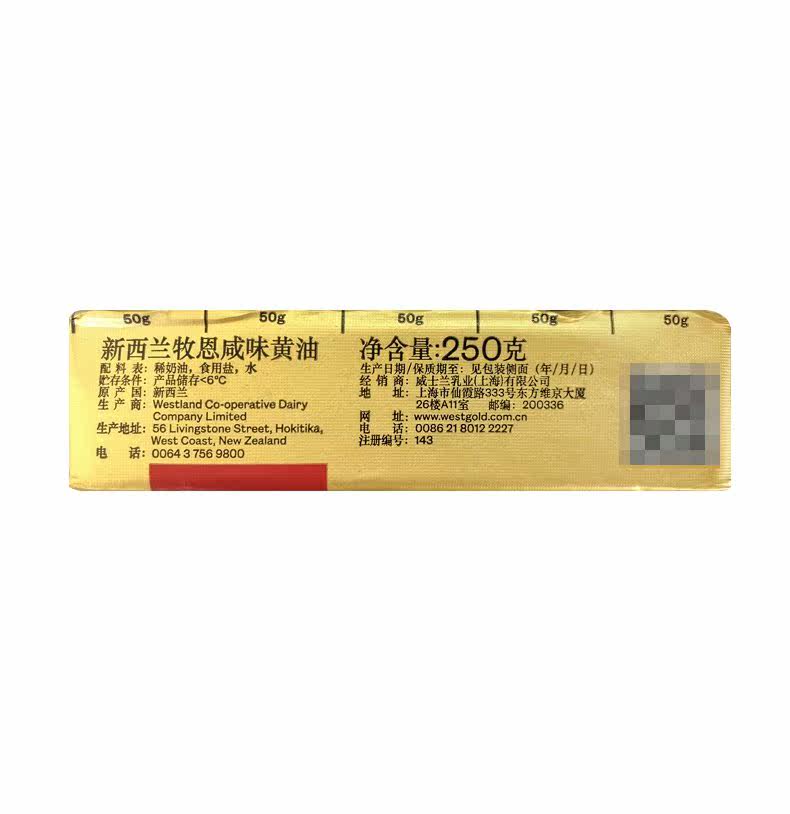 50g 50g 50g 50g 50g
新西兰牧恩咸味黄油
配料表：稀奶油，食用盐，水
贮存条件：产品储存<6℃
原产国：新西兰
生产商：Westland Co-operative Dairy
Company Limited
生产地址：56 Livingstone Street, Hokitika,
West Coast, New Zealand
电话：0064 3 756 9800
净含量:250克
生产日期/保质期至：见包装侧面（年/月/日）
经销商：威士兰乳业(上海)有限公司
地址：上海市仙霞路333号东方维京大厦
26楼A11室 邮编：200336
网址：www.westgold.com.cn
电话：0086 21 8012 2227
注册编号：143